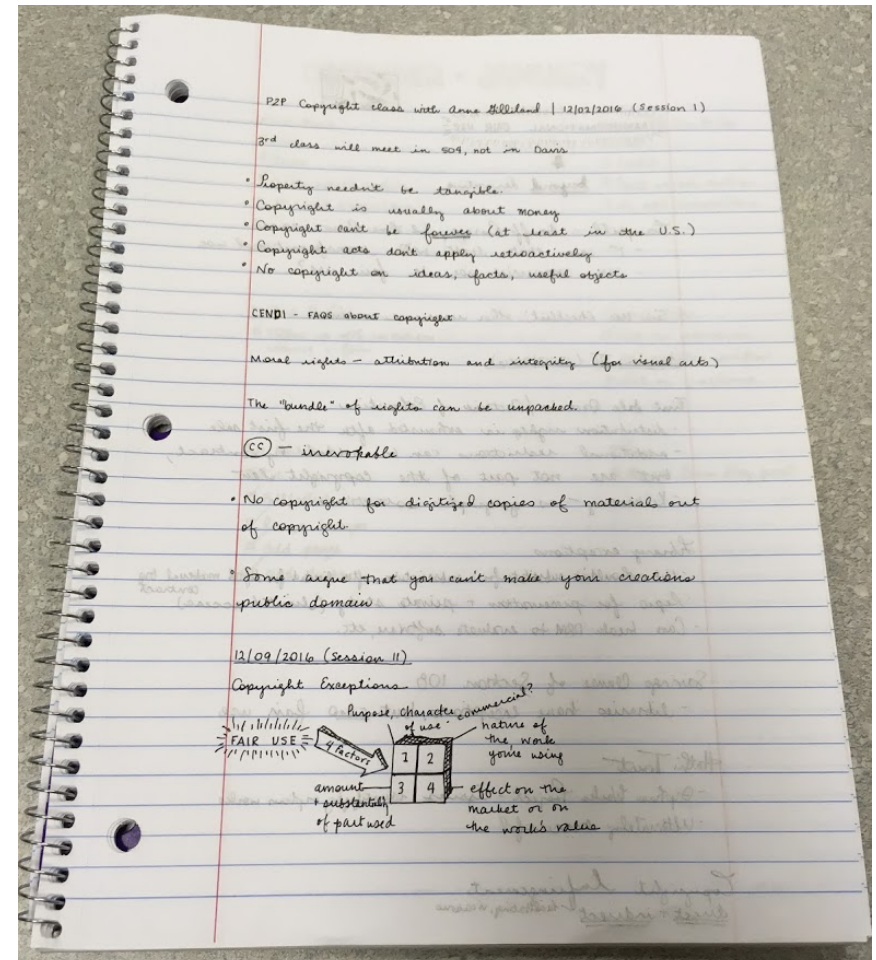 P2P Copyright class with Anne Gilliland | 12/02/2016 (Session 1)
3rd class will meet in 504, not in Davis
• Property needn't be tangible.
• Copyright is usually about money
• Copyright can't be forever (at least in the U.S.)
• Copyright acts don't apply retroactively
• No copyright on ideas, facts, useful objects
CENDI - FAQS about copyright
Moral rights - attribution and integrity (for visual arts)
The "bundle" of rights can be unpacked.
CC - irrevokable
• No copyright for digitized copies of materials out
of copyright.
• Some argue that you can't make your creations
public domain
12/09/2016 (Session II)
Copyright Exceptions
FAIR USE
4 factors
1 2
3 4
Purpose, character
of use - commercial?
nature of
the work
you're using
amount
+ substantiality
of part used
effect on the
market or on
the work's value